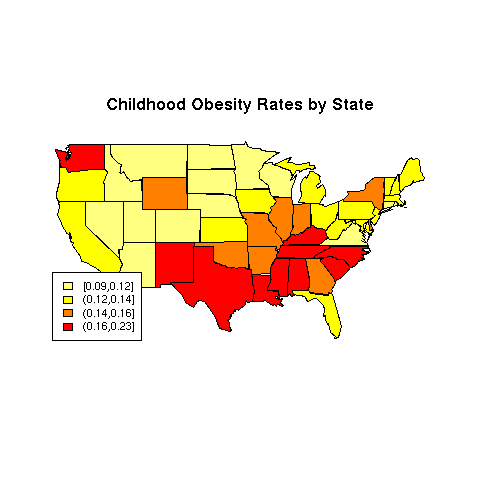 Childhood Obesity Rates by State
[0.09,0.12]
(0.12,0.14]
(0.14,0.16]
(0.16,0.23]